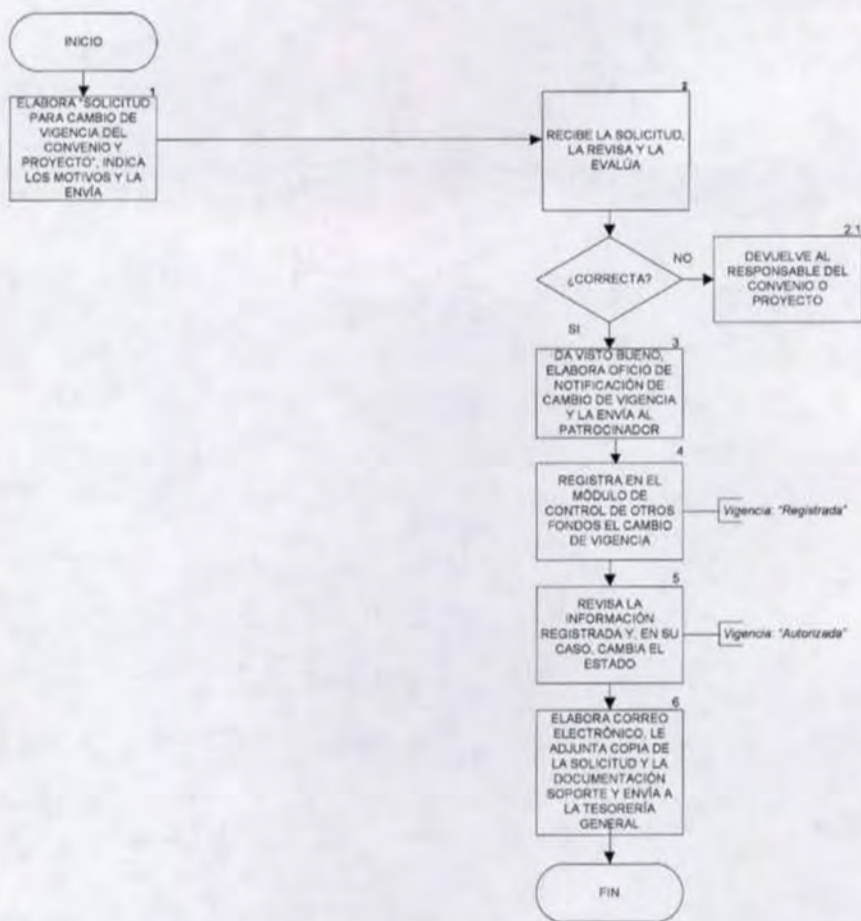 INICIO
1
ELABORA "SOLICITUD
PARA CAMBIO DE
VIGENCIA DEL
CONVENIO Y
PROYECTO", INDICA
LOS MOTIVOS Y LA
ENVÍA
2
RECIBE LA SOLICITUD,
LA REVISA Y LA
EVALÚA
¿CORRECTA?
NO
2.1
DEVUELVE AL
RESPONSABLE DEL
CONVENIO O
PROYECTO
SI
3
DA VISTO BUENO,
ELABORA OFICIO DE
NOTIFICACIÓN DE
CAMBIO DE VIGENCIA
Y LA ENVÍA AL
PATROCINADOR
4
REGISTRA EN EL
MÓDULO DE
CONTROL DE OTROS
FONDOS EL CAMBIO
DE VIGENCIA
Vigencia: "Registrada"
5
REVISA LA
INFORMACIÓN
REGISTRADA Y, EN SU
CASO, CAMBIA EL
ESTADO
Vigencia: "Autorizada"
6
ELABORA CORREO
ELECTRÓNICO, LE
ADJUNTA COPIA DE
LA SOLICITUD Y LA
DOCUMENTACIÓN
SOPORTE Y ENVÍA A
LA TESORERÍA
GENERAL
FIN